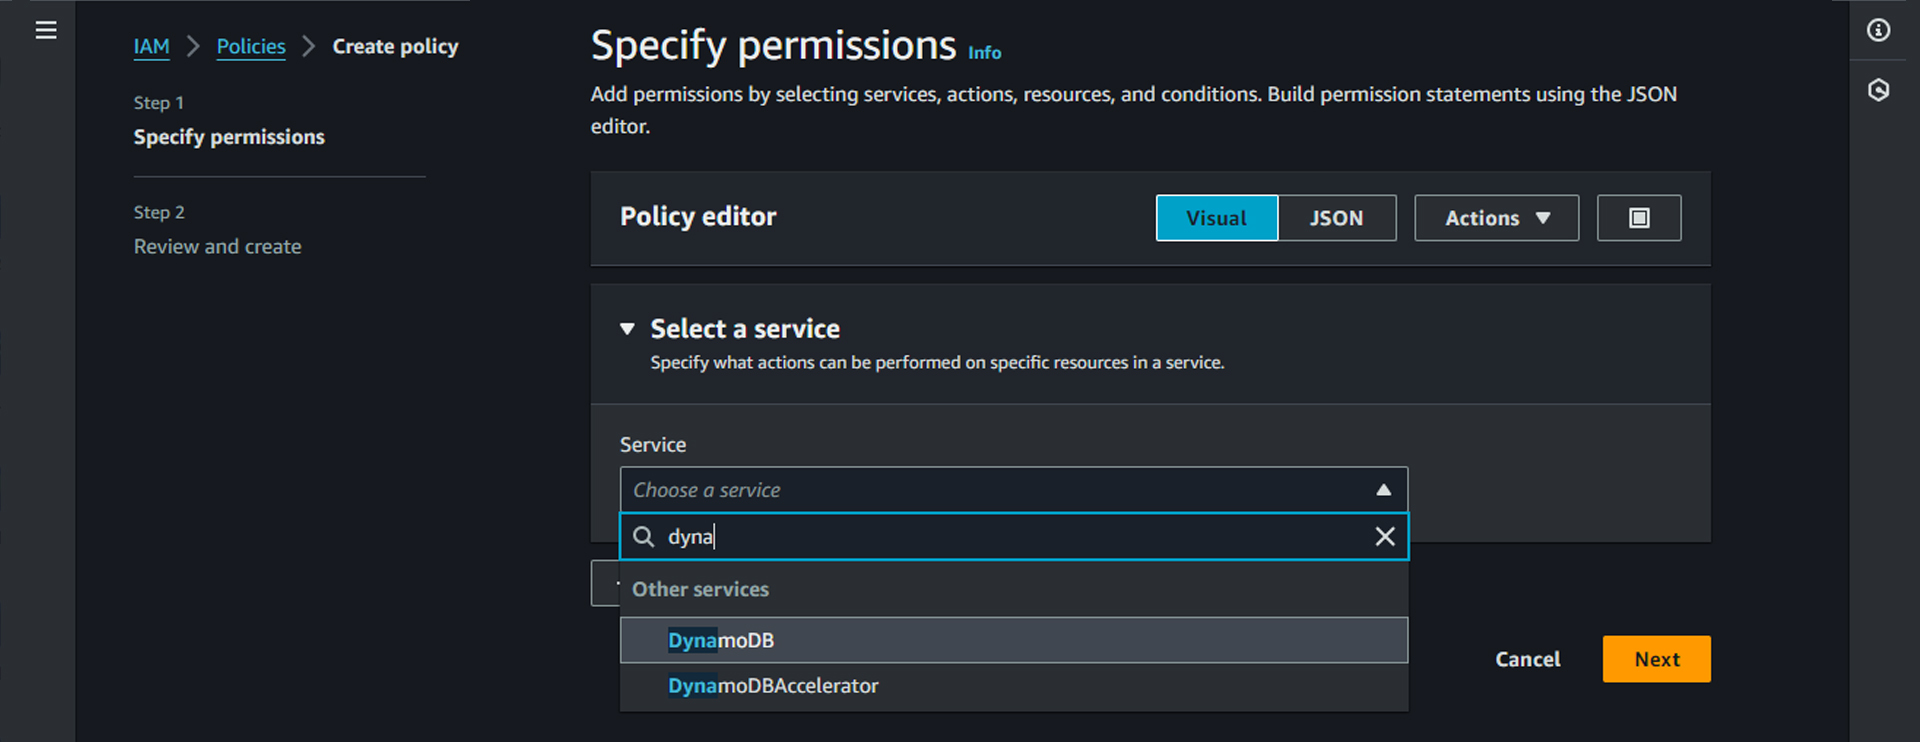 IAM > Policies > Create policy
Step 1
Specify permissions
Step 2
Review and create
Specify permissions Info
Add permissions by selecting services, actions, resources, and conditions. Build permission statements using the JSON
editor.
Policy editor
Visual
JSON
Actions
Select a service
Specify what actions can be performed on specific resources in a service.
Service
Choose a service
dyna
Other services
DynamoDB
DynamoDBAccelerator
Cancel
Next